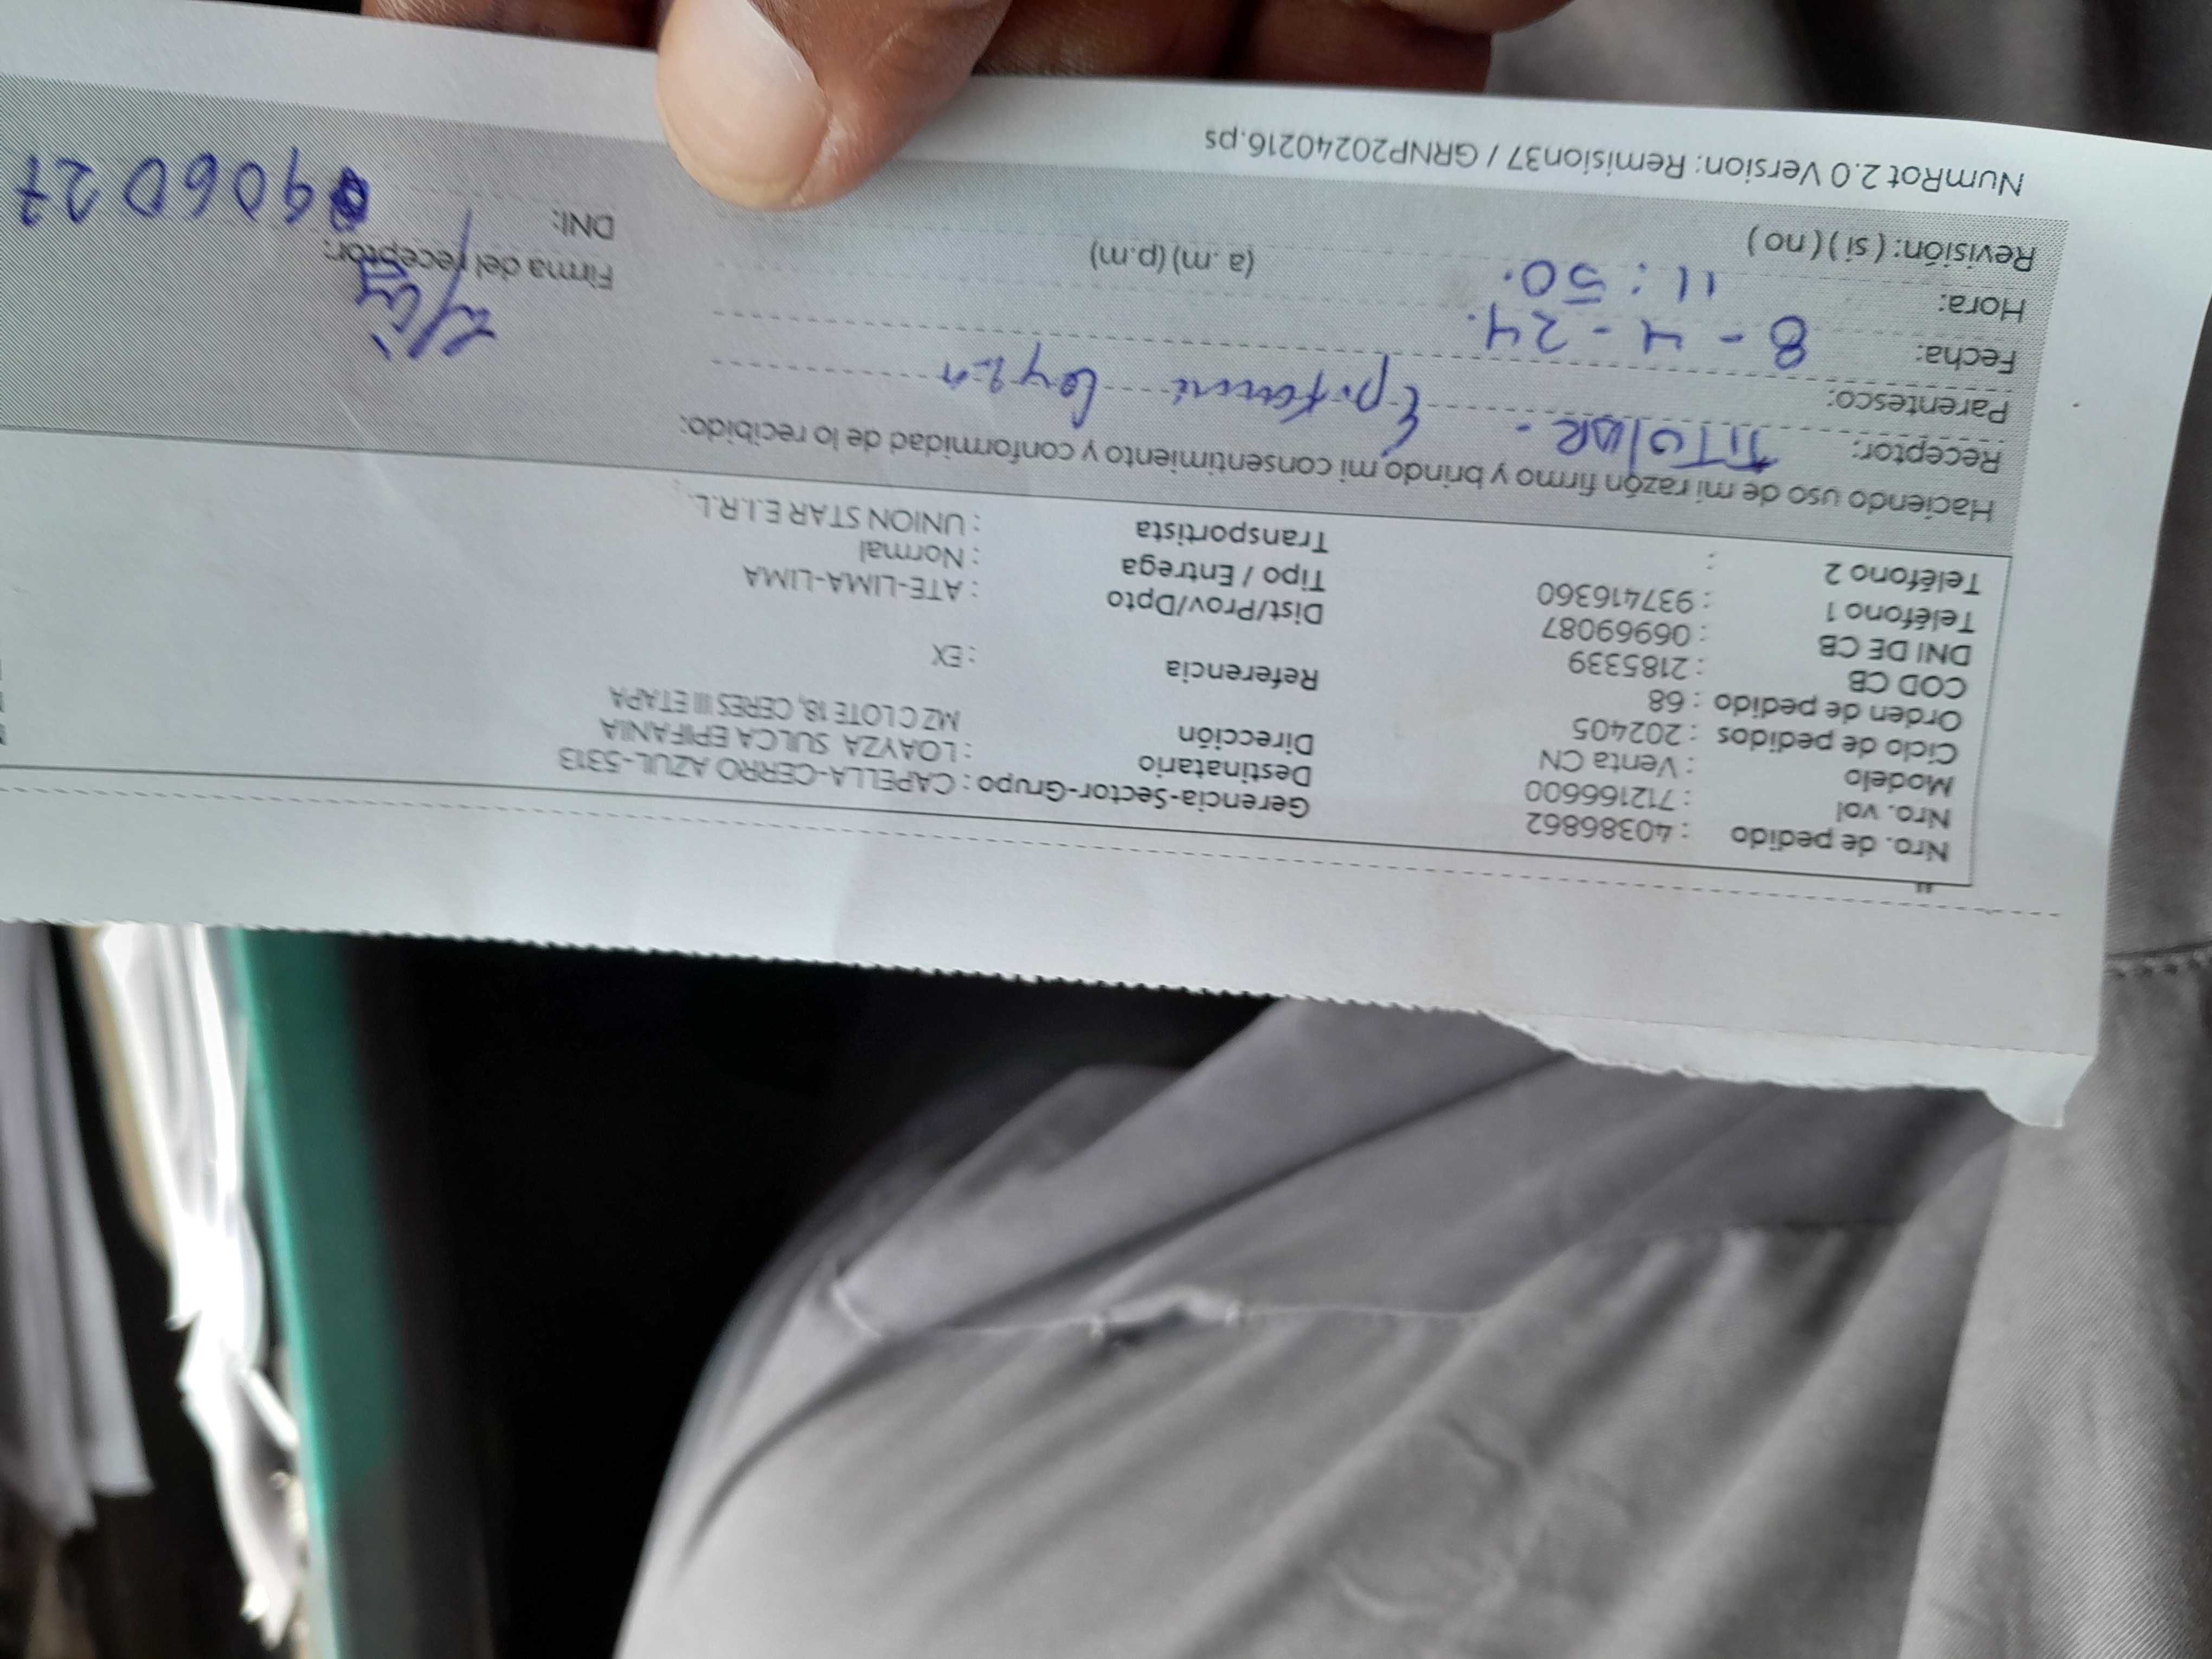 Nro. de pedido : 40386862
Nro. vol : 712166600
Modelo : Venta CN
Ciclo de pedidos : 202405
Orden de pedido : 68
COD CB : 2185339
DNI DE CB : 06969087
Teléfono 1 : 937416360
Teléfono 2 :
Gerencia-Sector-Grupo : CAPELLA-CERRO AZUL-5313
Destinatario : LOAYZA SULCA EPIFANIA
Dirección MZ C LOTE 18, CERES III ETAPA
Referencia : EX
Dist/Prov/Dpto : ATE-LIMA-LIMA
Tipo / Entrega : Normal
Transportista : UNION STAR E.I.R.L.
Haciendo uso de mi razón firmo y brindo mi consentimiento y conformidad de lo recibido:
Receptor: TiTulAR -
Parentesco:
Fecha: 8 - 4 - 24.
Hora: 11 : 50. (a .m) (p.m)
Revisión: ( si ) ( no )
Firma del receptor:
DNI: 906027
NumRot 2.0 Version: Remision37 / GRNP20240216.ps